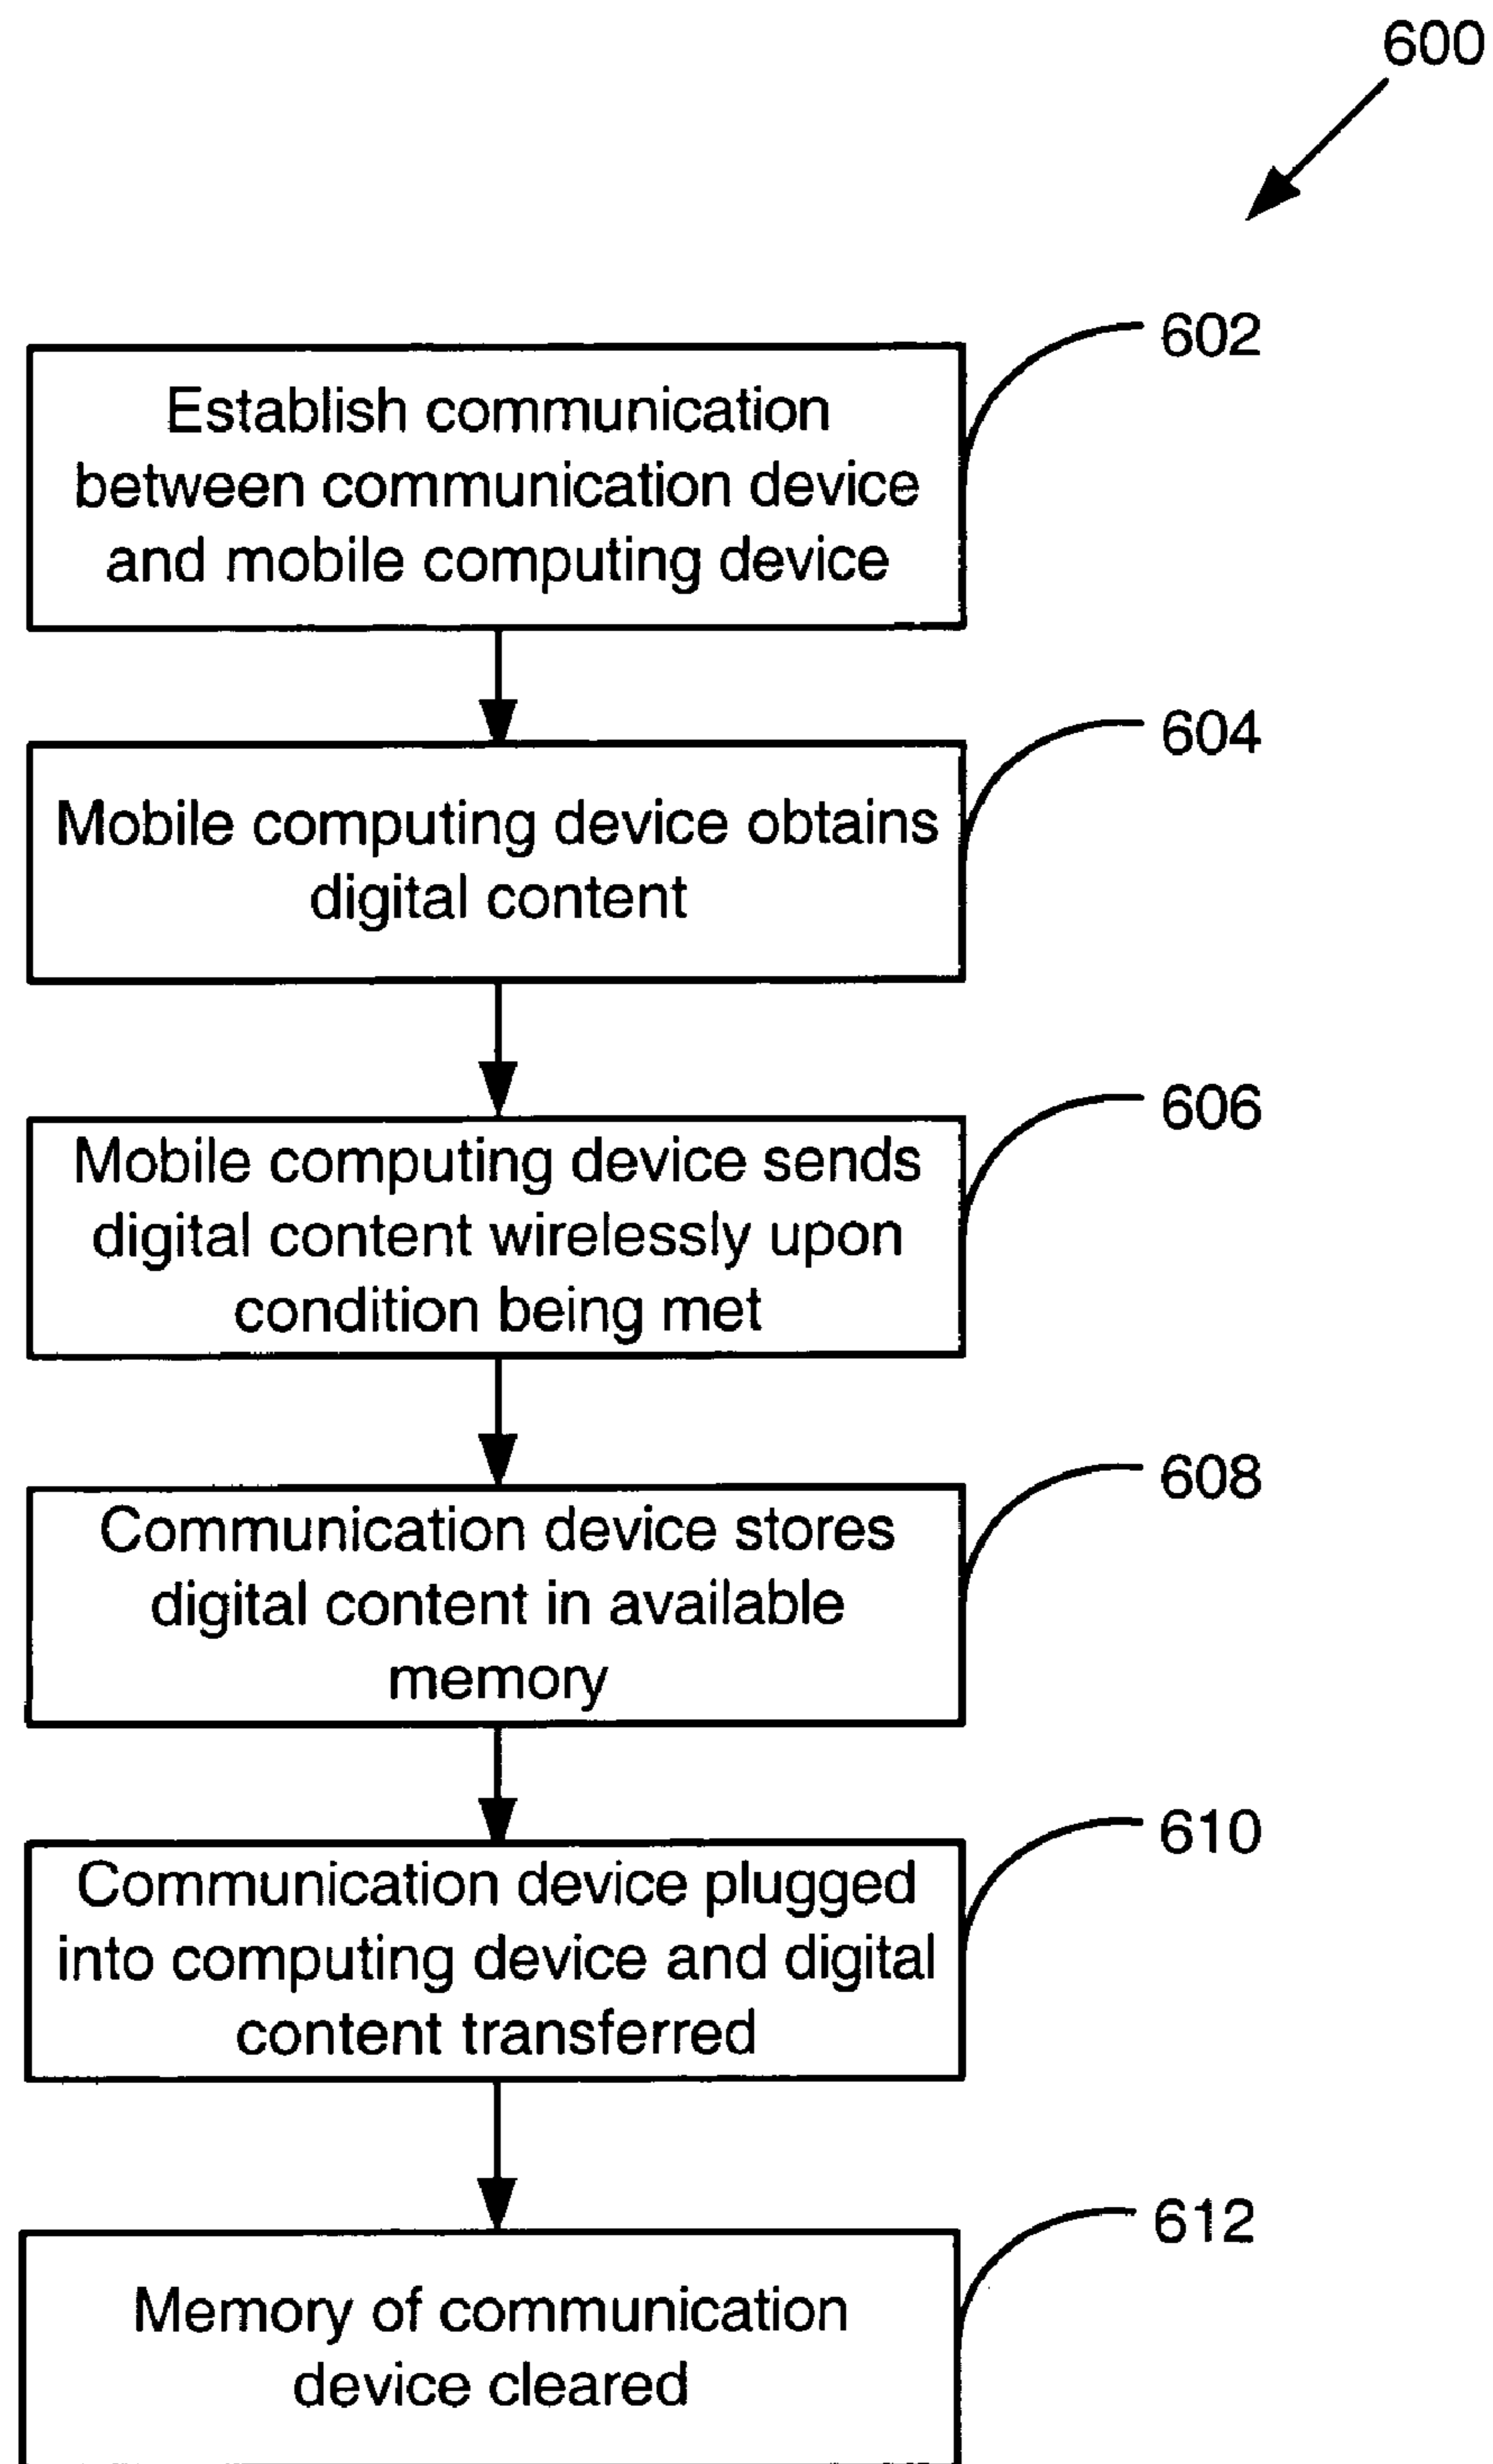 600
602
Establish communication
between communication device
and mobile computing device
604
Mobile computing device obtains
digital content
606
Mobile computing device sends
digital content wirelessly upon
condition being met
608
Communication device stores
digital content in available
memory
610
Communication device plugged
into computing device and digital
content transferred
612
Memory of communication
device cleared